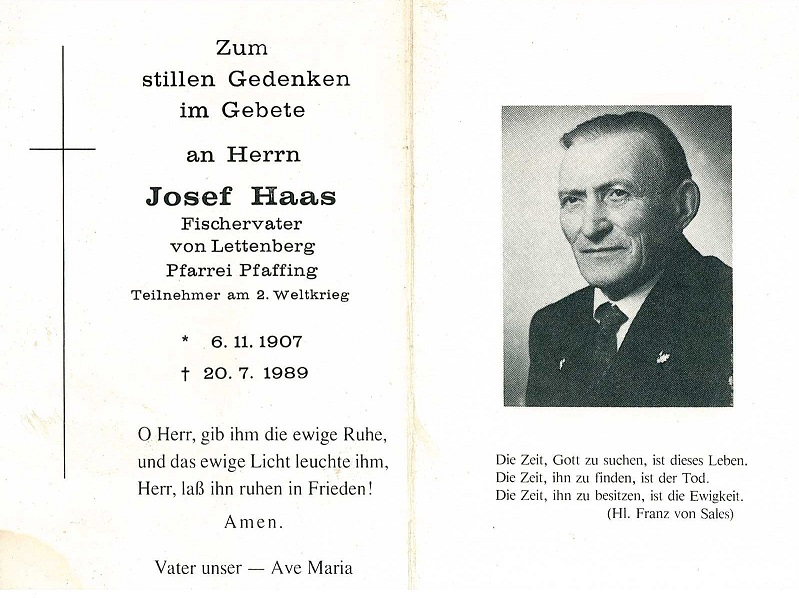 Zum
stillen Gedenken
im Gebete
an Herrn
Josef Haas
Fischervater
von Lettenberg
Pfarrei Pfaffing
Teilnehmer am 2. Weltkrieg
* 6. 11. 1907
† 20. 7. 1989
O Herr, gib ihm die ewige Ruhe,
und das ewige Licht leuchte ihm,
Herr, laß ihn ruhen in Frieden!
Amen.
Vater unser — Ave Maria
Die Zeit, Gott zu suchen, ist dieses Leben.
Die Zeit, ihn zu finden, ist der Tod.
Die Zeit, ihn zu besitzen, ist die Ewigkeit.
(Hl. Franz von Sales)